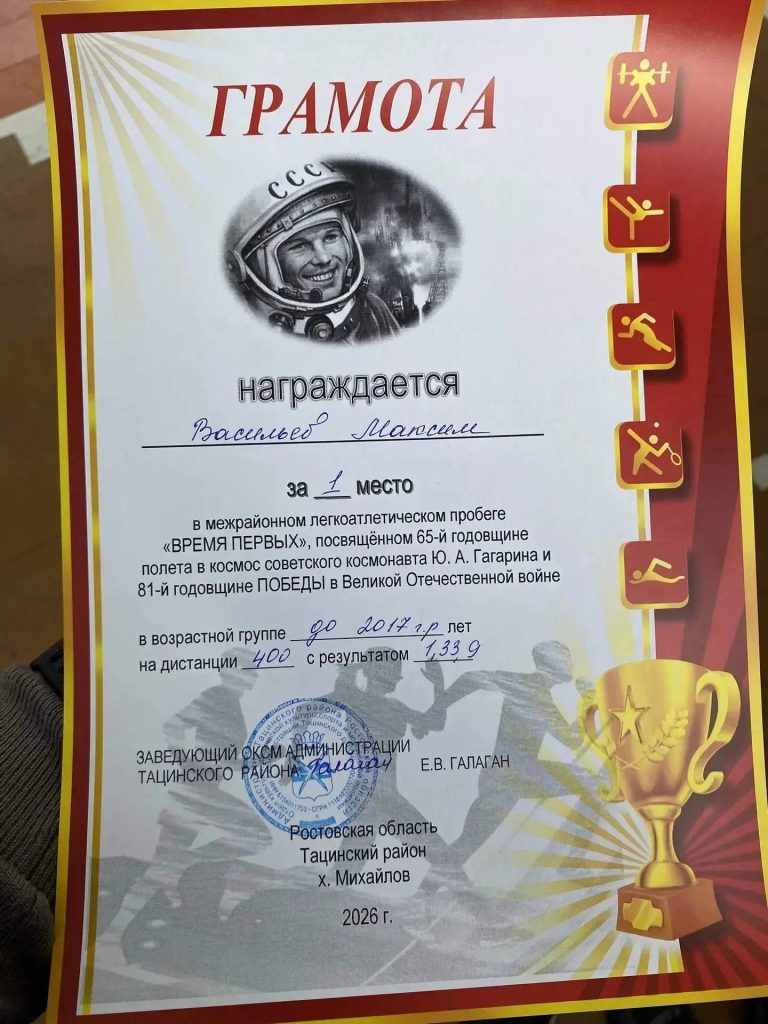 ГРАМОТА
СССР
награждается
Васильев Максим
за 1 место
в межрайонном легкоатлетическом пробеге
«ВРЕМЯ ПЕРВЫХ», посвящённом 65-й годовщине
полета в космос советского космонавта Ю. А. Гагарина и
81-й годовщине ПОБЕДЫ в Великой Отечественной войне
в возрастной группе до 2017 г.р лет
на дистанции 400 с результатом 1,33,9
ЗАВЕДУЮЩИЙ ОКСМ АДМИНИСТРАЦИИ
ТАЦИНСКОГО РАЙОНА Галаган Е.В. ГАЛАГАН
Ростовская область
Тацинский район
х. Михайлов
2026 г.